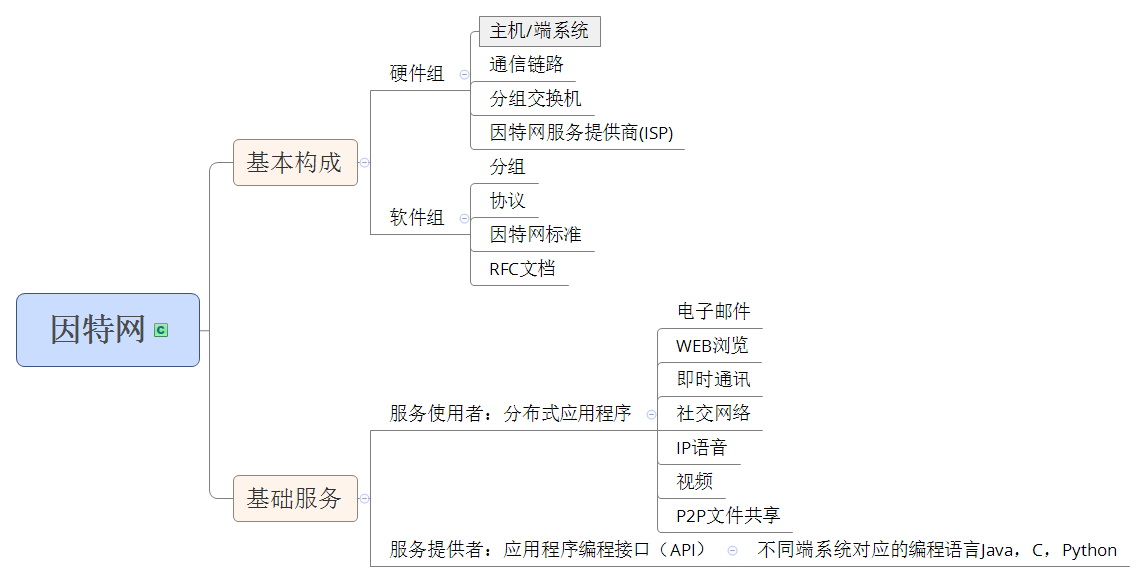 因特网
C
基本构成
硬件组
主机/端系统
通信链路
分组交换机
因特网服务提供商(ISP)
软件组
分组
协议
因特网标准
RFC文档
基础服务
服务使用者：分布式应用程序
电子邮件
WEB浏览
即时通讯
社交网络
IP语音
视频
P2P文件共享
服务提供者：应用程序编程接口（API）
不同端系统对应的编程语言Java，C，Python